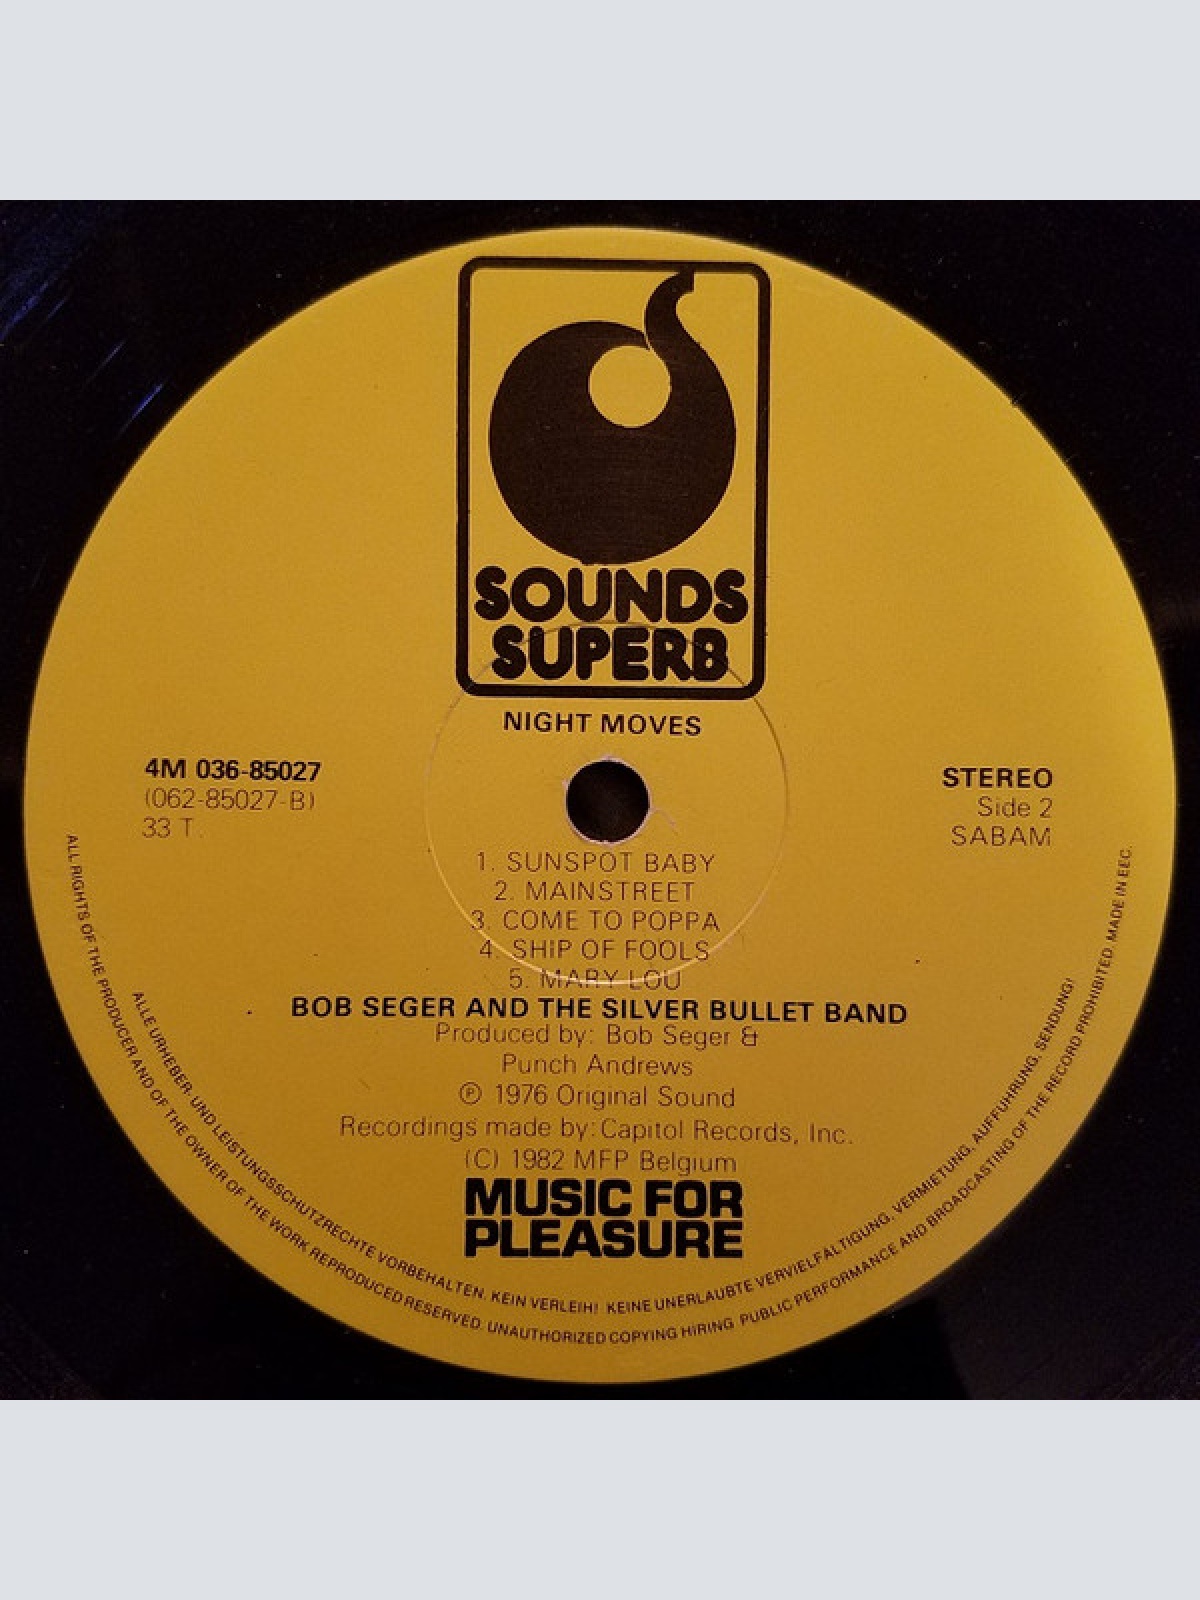 SOUNDS
SUPERB
NIGHT MOVES
4M 036-85027
(062-85027-B)
33 T.
STEREO
Side 2
SABAM
1. SUNSPOT BABY
2. MAINSTREET
3. COME TO POPPA
4. SHIP OF FOOLS
5. MARY LOU
BOB SEGER AND THE SILVER BULLET BAND
Produced by: Bob Seger &
Punch Andrews
℗ 1976 Original Sound
Recordings made by: Capitol Records, Inc.
(C) 1982 MFP Belgium
MUSIC FOR
PLEASURE
ALLE URHEBER- UND LEISTUNGSSCHUTZRECHTE VORBEHALTEN. KEIN VERLEIH! KEINE UNERLAUBTE VERVIELFALTIGUNG. VERMIETUNG. AUFFUHRUNG. SENDUNG!
ALL RIGHTS OF THE PRODUCER AND OF THE OWNER OF THE WORK REPRODUCED RESERVED. UNAUTHORIZED COPYING HIRING PUBLIC PERFORMANCE AND BROADCASTING OF THE RECORD PROHIBITED. MADE IN EEC.